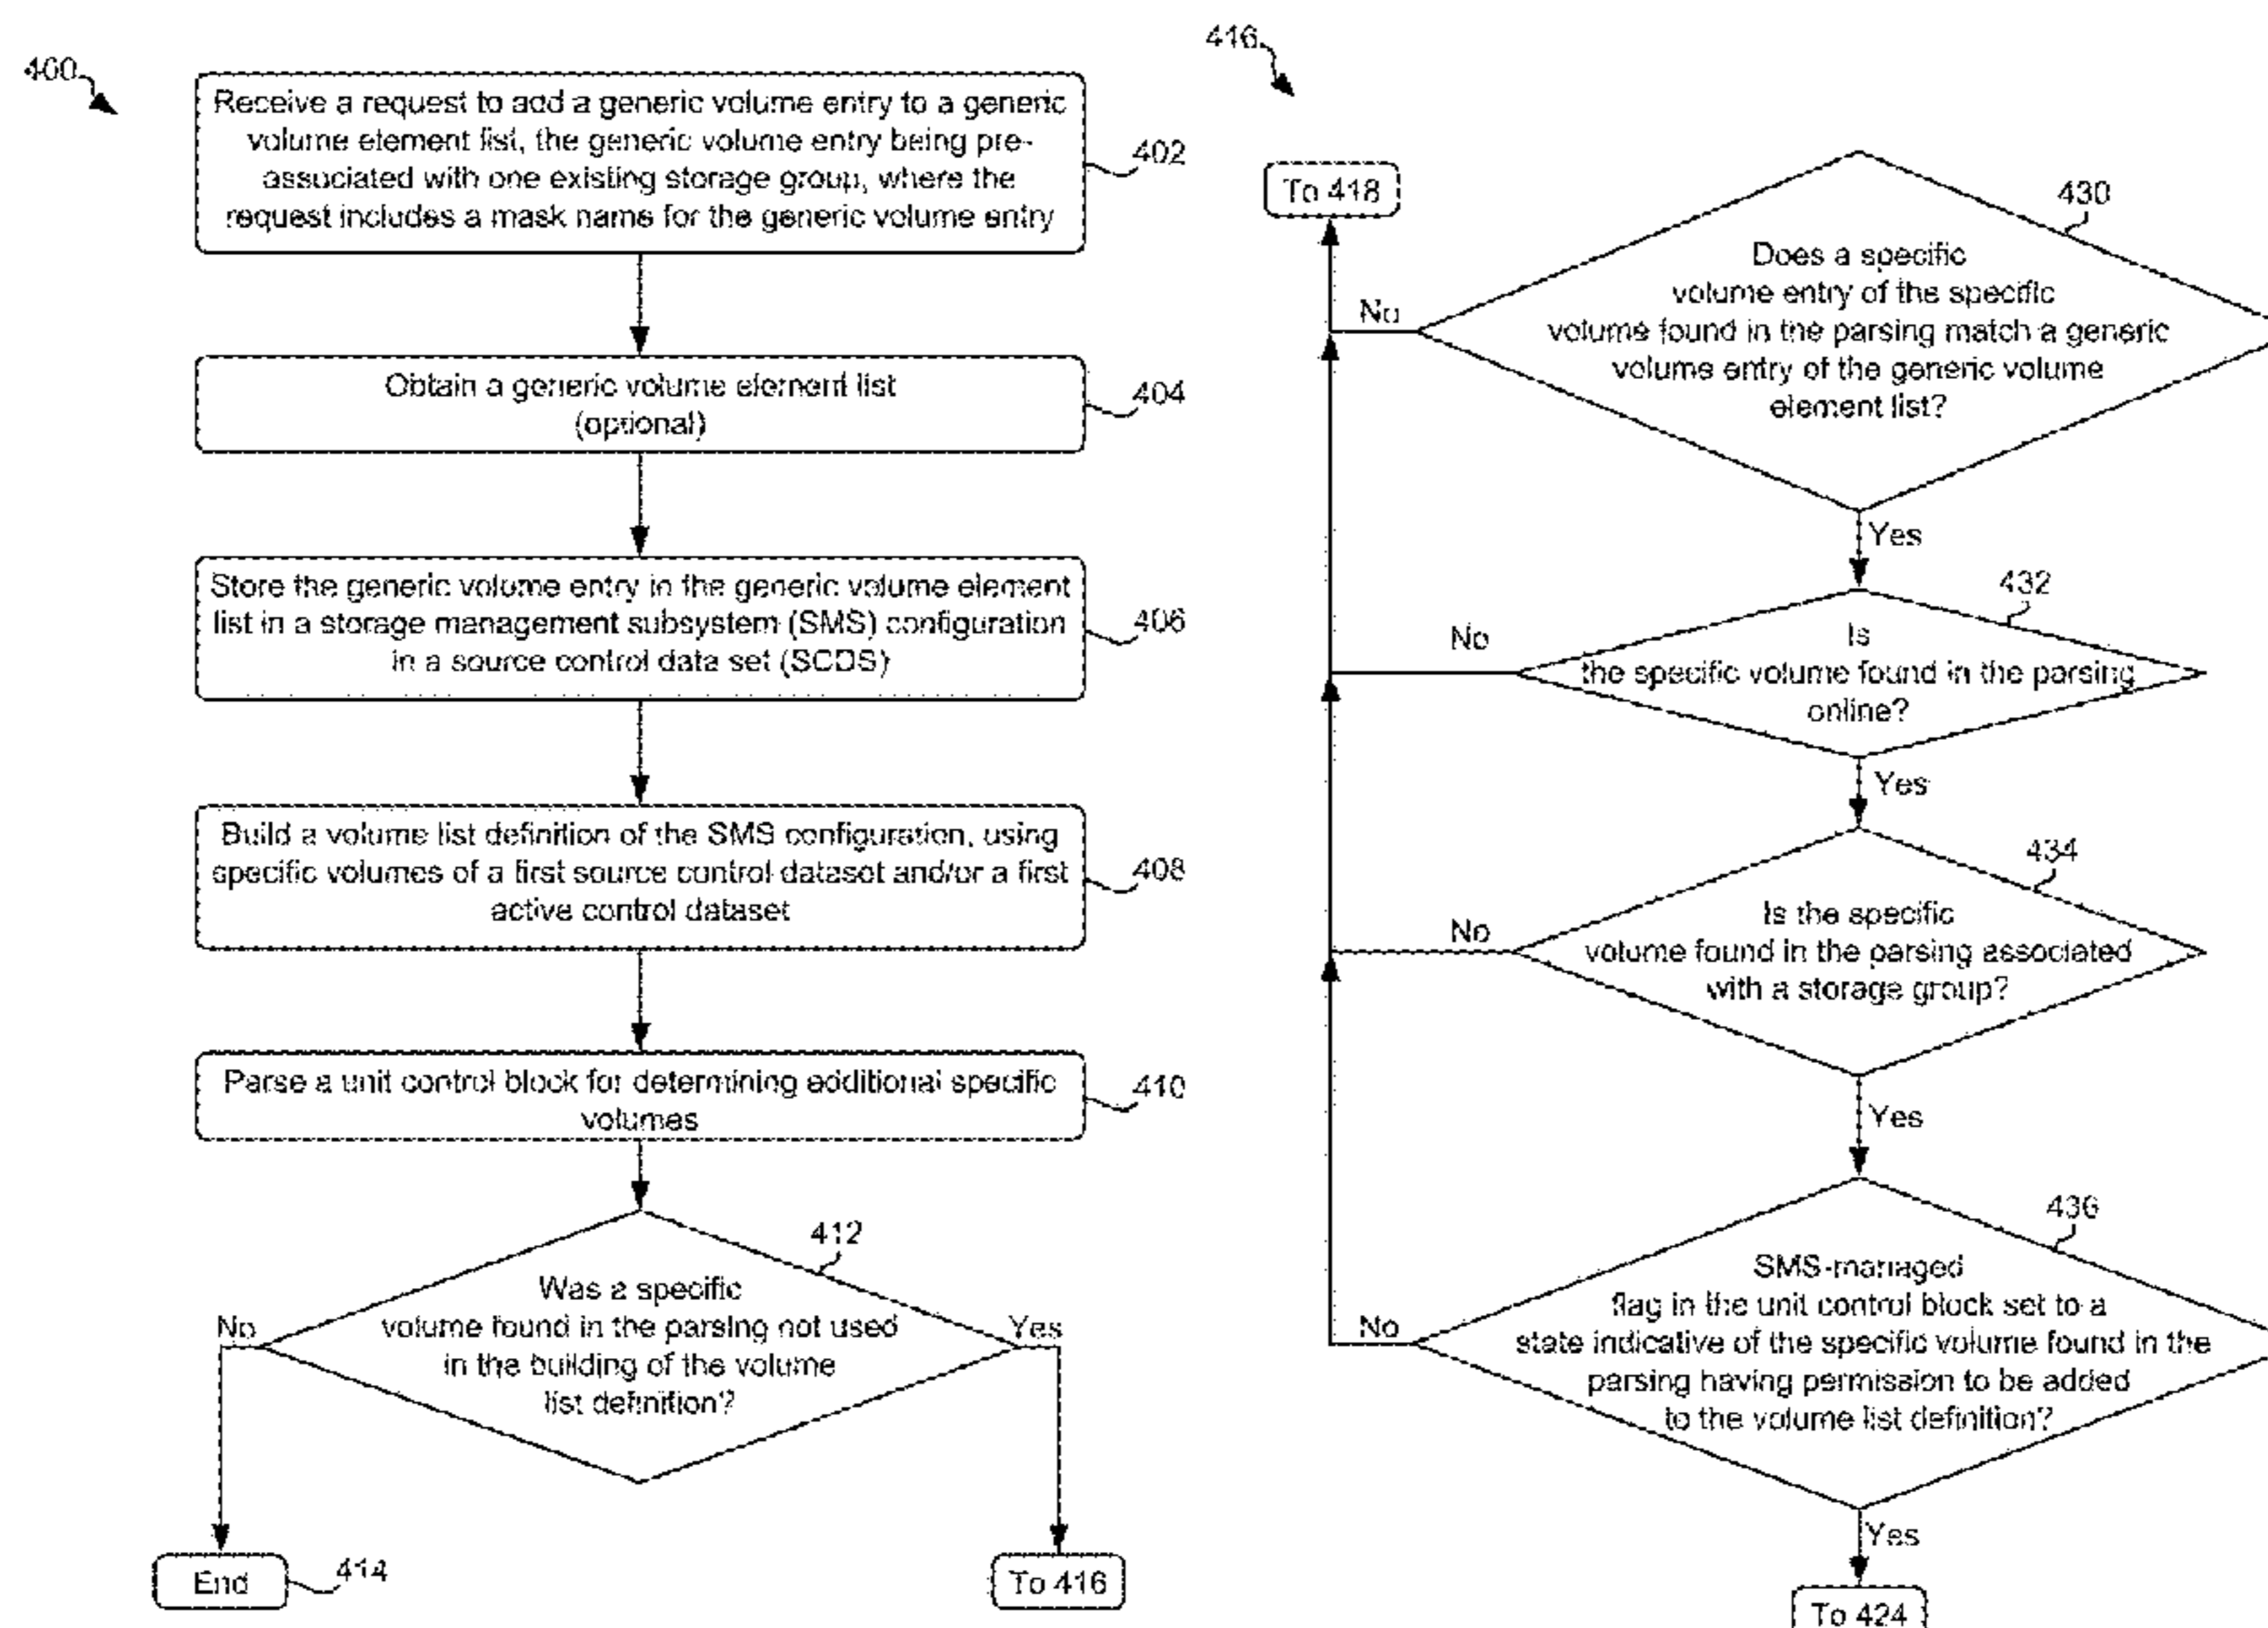 400
Receive a request to add a generic volume entry to a generic
volume element list, the generic volume entry being pre-
associated with one existing storage group, where the
request includes a mask name for the generic volume entry
402
Obtain a generic volume element list
(optional)
404
Store the generic volume entry in the generic volume element
list in a storage management subsystem (SMS) configuration
in a source control data set (SCDS)
406
Build a volume list definition of the SMS configuration, using
specific volumes of a first source control dataset and/or a first
active control dataset
408
Parse a unit control block for determining additional specific
volumes
410
412
Was a specific
volume found in the parsing not used
in the building of the volume
list definition?
No
Yes
End
414
To 416
416
To 418
430
Does a specific
volume entry of the specific
volume found in the parsing match a generic
volume entry of the generic volume
element list?
No
Yes
432
Is
the specific volume found in the parsing
online?
No
Yes
434
Is the specific
volume found in the parsing associated
with a storage group?
No
Yes
436
SMS-managed
flag in the unit control block set to a
state indicative of the specific volume found in the
parsing having permission to be added
to the volume list definition?
No
Yes
To 424